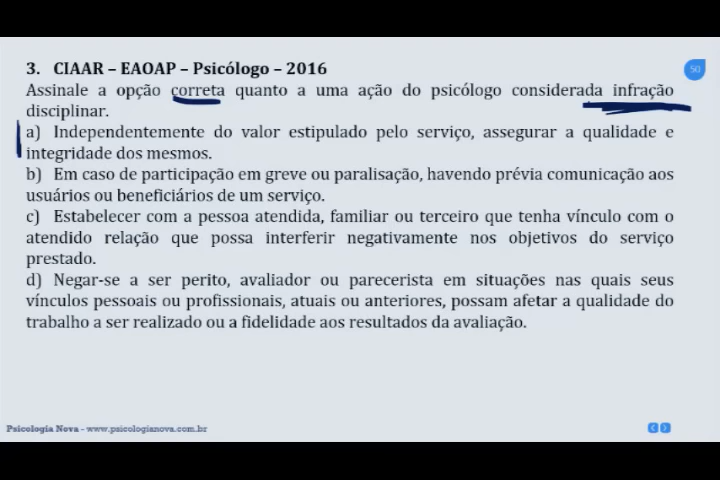 3. CIAAR – EAOAP – Psicólogo – 2016
50
Assinale a opção correta quanto a uma ação do psicólogo considerada infração
disciplinar.
a) Independentemente do valor estipulado pelo serviço, assegurar a qualidade e
integridade dos mesmos.
b) Em caso de participação em greve ou paralisação, havendo prévia comunicação aos
usuários ou beneficiários de um serviço.
c) Estabelecer com a pessoa atendida, familiar ou terceiro que tenha vínculo com o
atendido relação que possa interferir negativamente nos objetivos do serviço
prestado.
d) Negar-se a ser perito, avaliador ou parecerista em situações nas quais seus
vínculos pessoais ou profissionais, atuais ou anteriores, possam afetar a qualidade do
trabalho a ser realizado ou a fidelidade aos resultados da avaliação.
Psicologia Nova - www.psicologianova.com.br